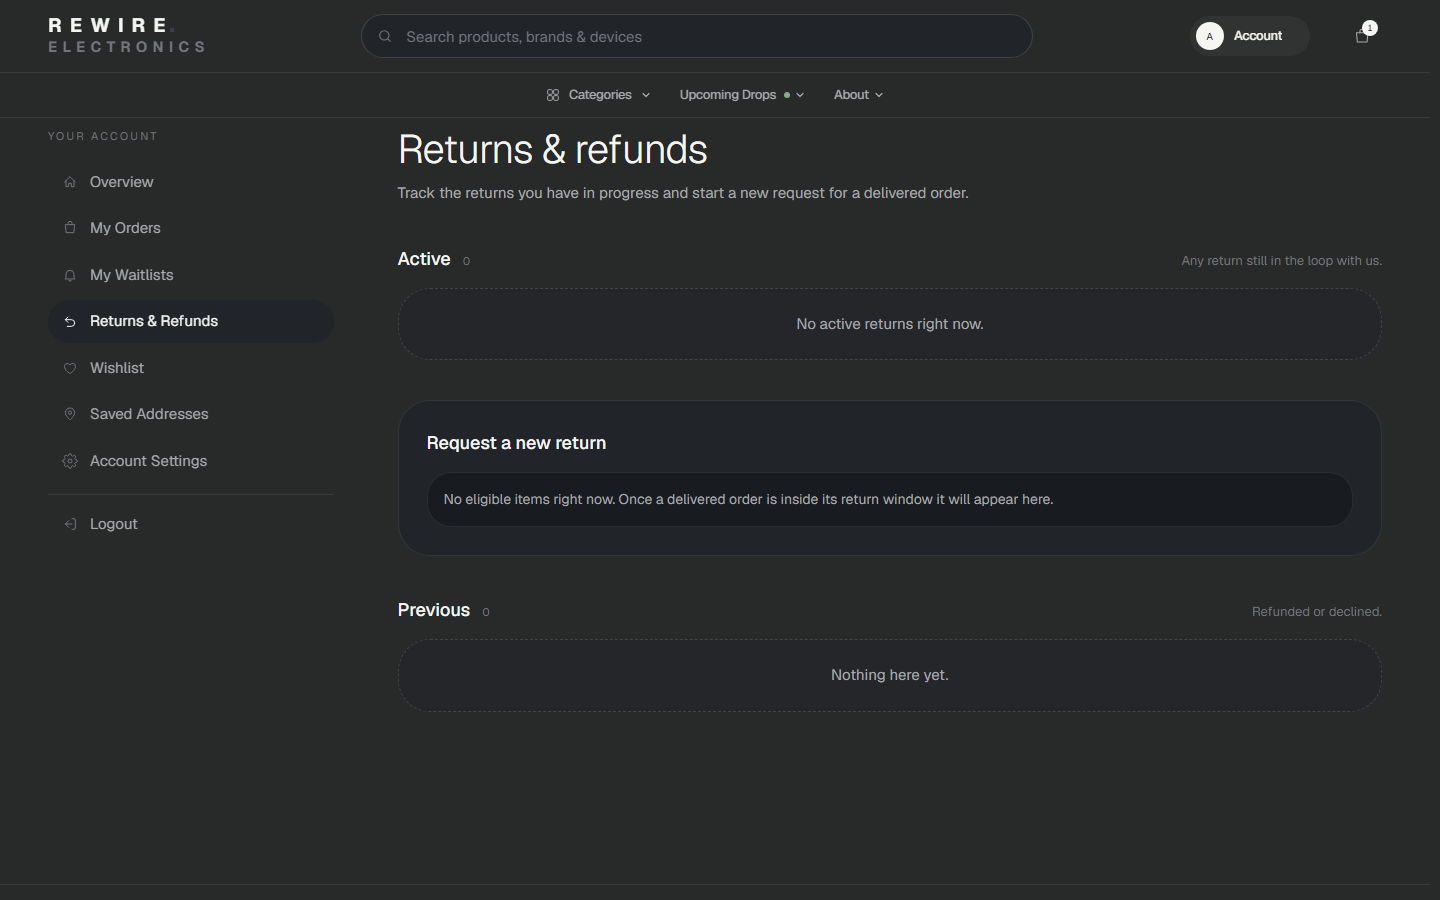 REWIRE.
ELECTRONICS
Search products, brands & devices
A
Account
1
Categories
Upcoming Drops
About
YOUR ACCOUNT
Overview
My Orders
My Waitlists
Returns & Refunds
Wishlist
Saved Addresses
Account Settings
Logout
Returns & refunds
Track the returns you have in progress and start a new request for a delivered order.
Active 0
Any return still in the loop with us.
No active returns right now.
Request a new return
No eligible items right now. Once a delivered order is inside its return window it will appear here.
Previous 0
Refunded or declined.
Nothing here yet.